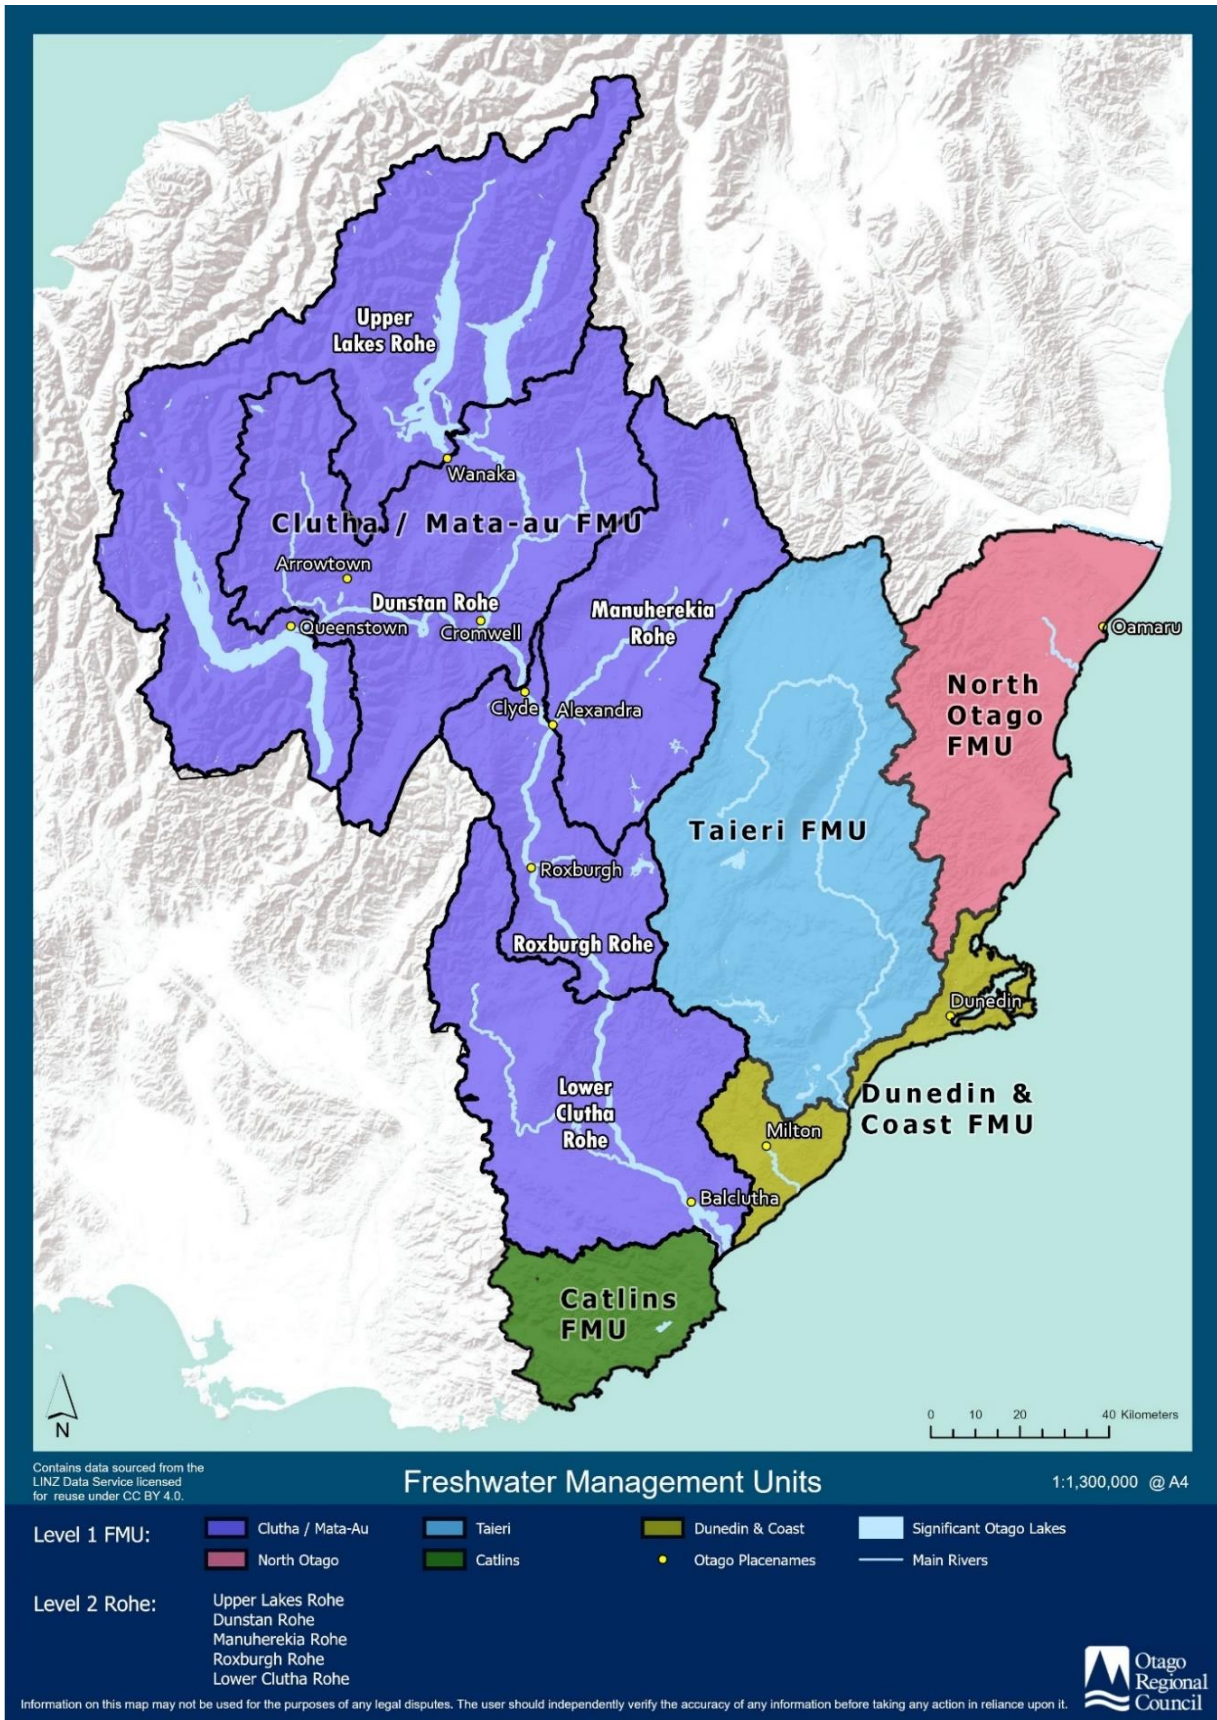 Upper
Lakes Rohe
Wanaka
Clutha / Mata-au FMU
Arrowtown
Dunstan Rohe
Manuherekia
Rohe
Queenstown
Cromwell
Oamaru
North
Otago
FMU
Clyde
Alexandra
Taieri FMU
Roxburgh
Roxburgh Rohe
Dunedin
Lower
Clutha
Rohe
Dunedin &
Coast FMU
Milton
Balclutha
Catlins
FMU
N
0 10 20 40 Kilometers
Contains data sourced from the
LINZ Data Service licensed
for reuse under CC BY 4.0.
Freshwater Management Units
1:1,300,000 @ A4
Level 1 FMU:
Clutha / Mata-Au
Taieri
Dunedin & Coast
Significant Otago Lakes
North Otago
Catlins
Otago Placenames
Main Rivers
Level 2 Rohe:
Upper Lakes Rohe
Dunstan Rohe
Manuherekia Rohe
Roxburgh Rohe
Lower Clutha Rohe
Otago
Regional
Council
Information on this map may not be used for the purposes of any legal disputes. The user should independently verify the accuracy of any information before taking any action in reliance upon it.